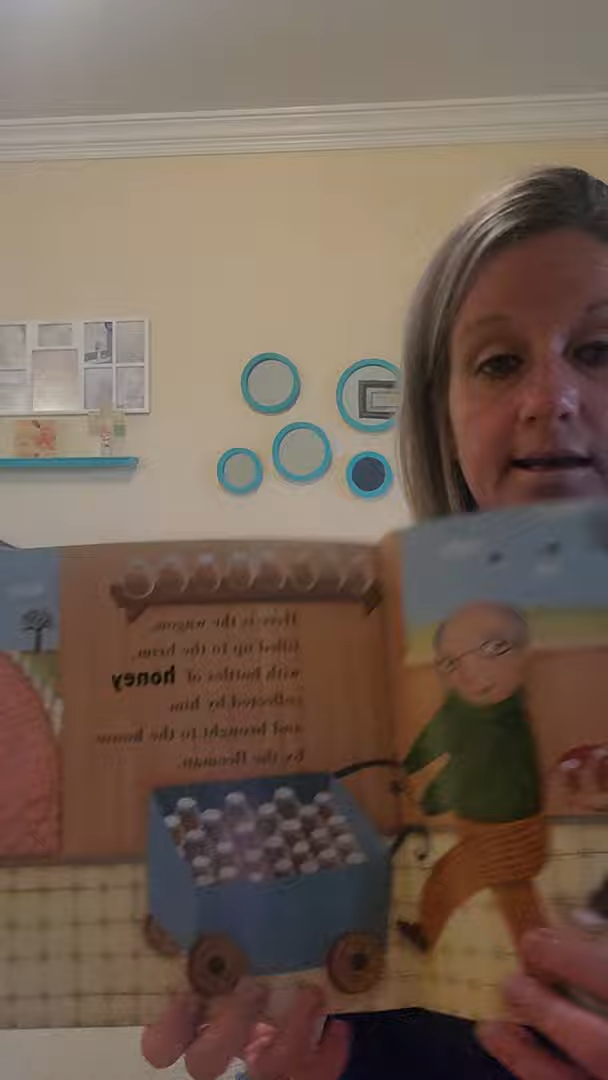 Here is the wagon,
filled up to the brim,
with bottles of honey
collected by him
and brought to the home
by the Beeman.